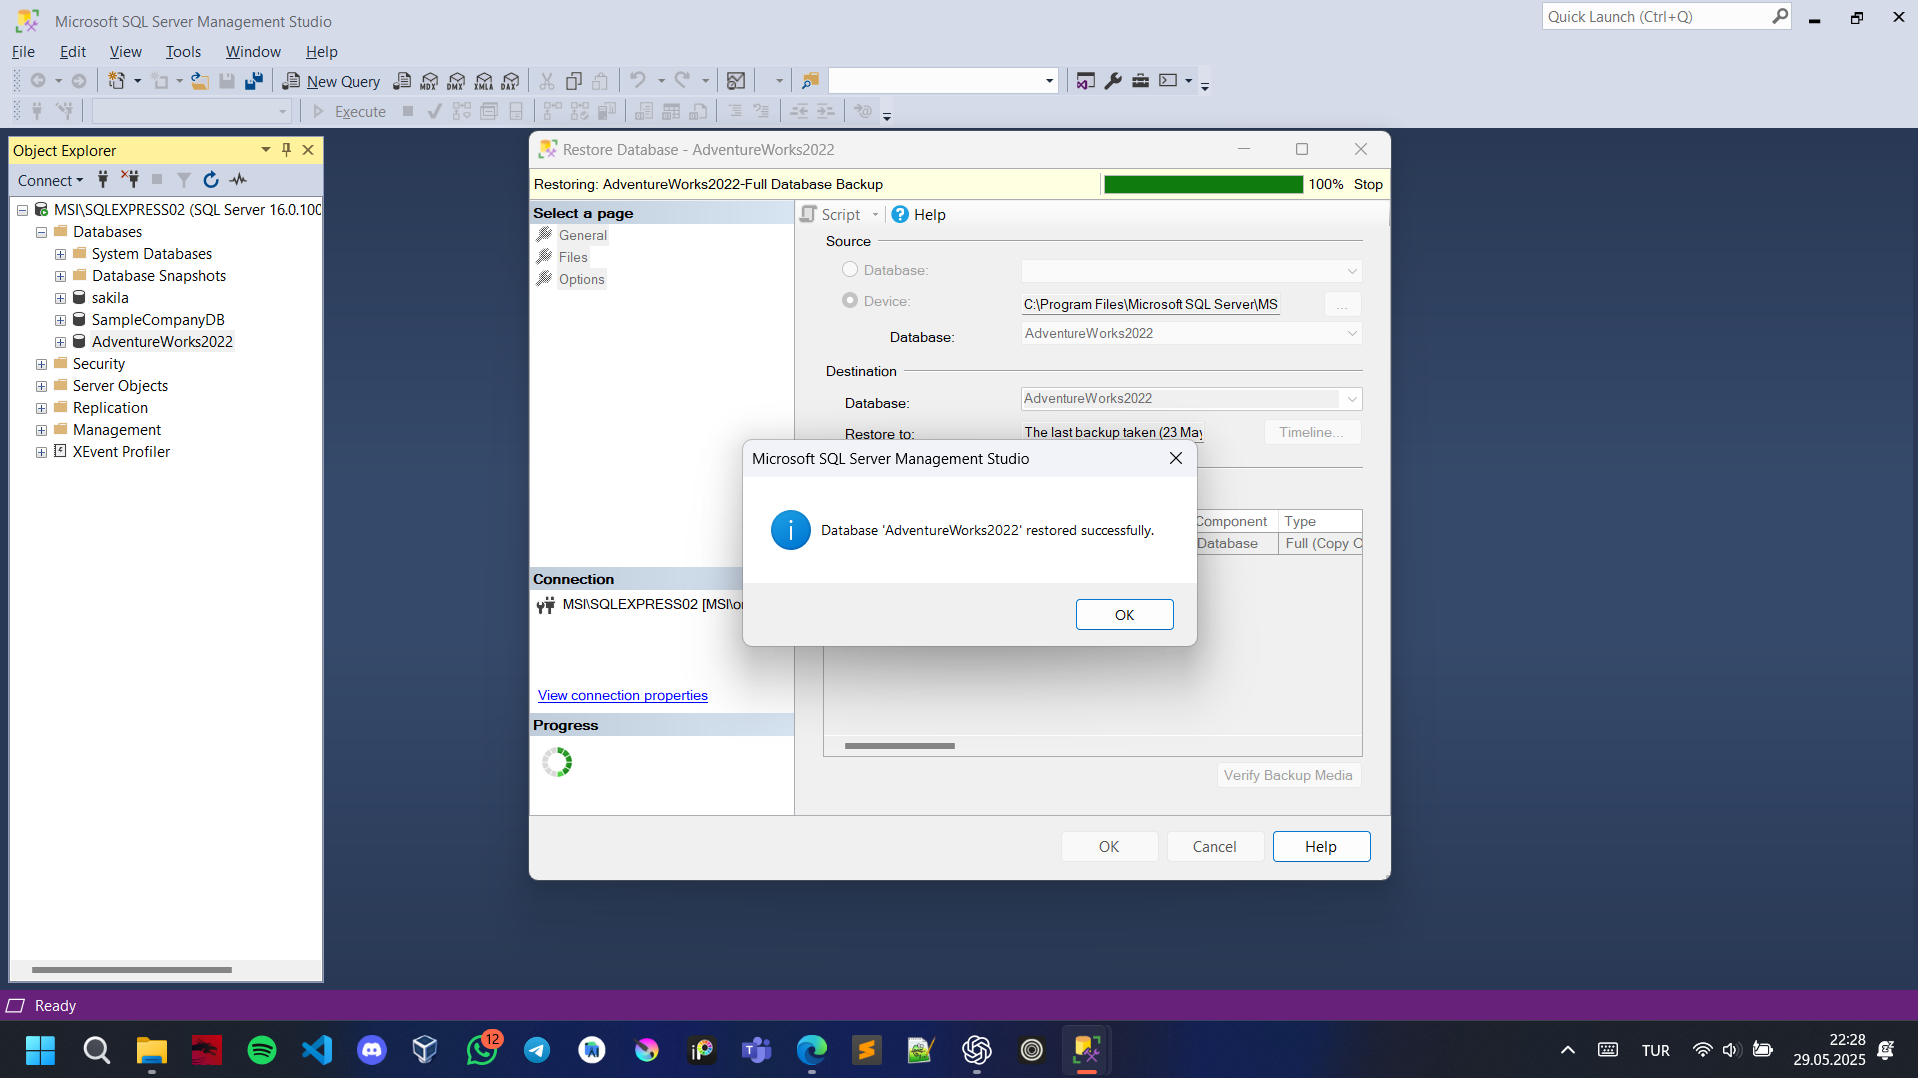 Microsoft SQL Server Management Studio
Quick Launch (Ctrl+Q)
File Edit View Tools Window Help
New Query MDX DMX XMLA DAX
Execute
Object Explorer
Connect
MSI\SQLEXPRESS02 (SQL Server 16.0.100
Databases
System Databases
Database Snapshots
sakila
SampleCompanyDB
AdventureWorks2022
Security
Server Objects
Replication
Management
XEvent Profiler
Restore Database - AdventureWorks2022
Restoring: AdventureWorks2022-Full Database Backup
100% Stop
Select a page
General
Files
Options
Script Help
Source
Database:
Device:
C:\Program Files\Microsoft SQL Server\MS
...
Database:
AdventureWorks2022
Destination
Database:
AdventureWorks2022
Restore to:
The last backup taken (23 May
Timeline...
Component Type
Database Full (Copy O
Microsoft SQL Server Management Studio
Database 'AdventureWorks2022' restored successfully.
OK
Connection
MSI\SQLEXPRESS02 [MSI\o
View connection properties
Progress
Verify Backup Media
OK Cancel Help
Ready
12
TUR
22:28
29.05.2025